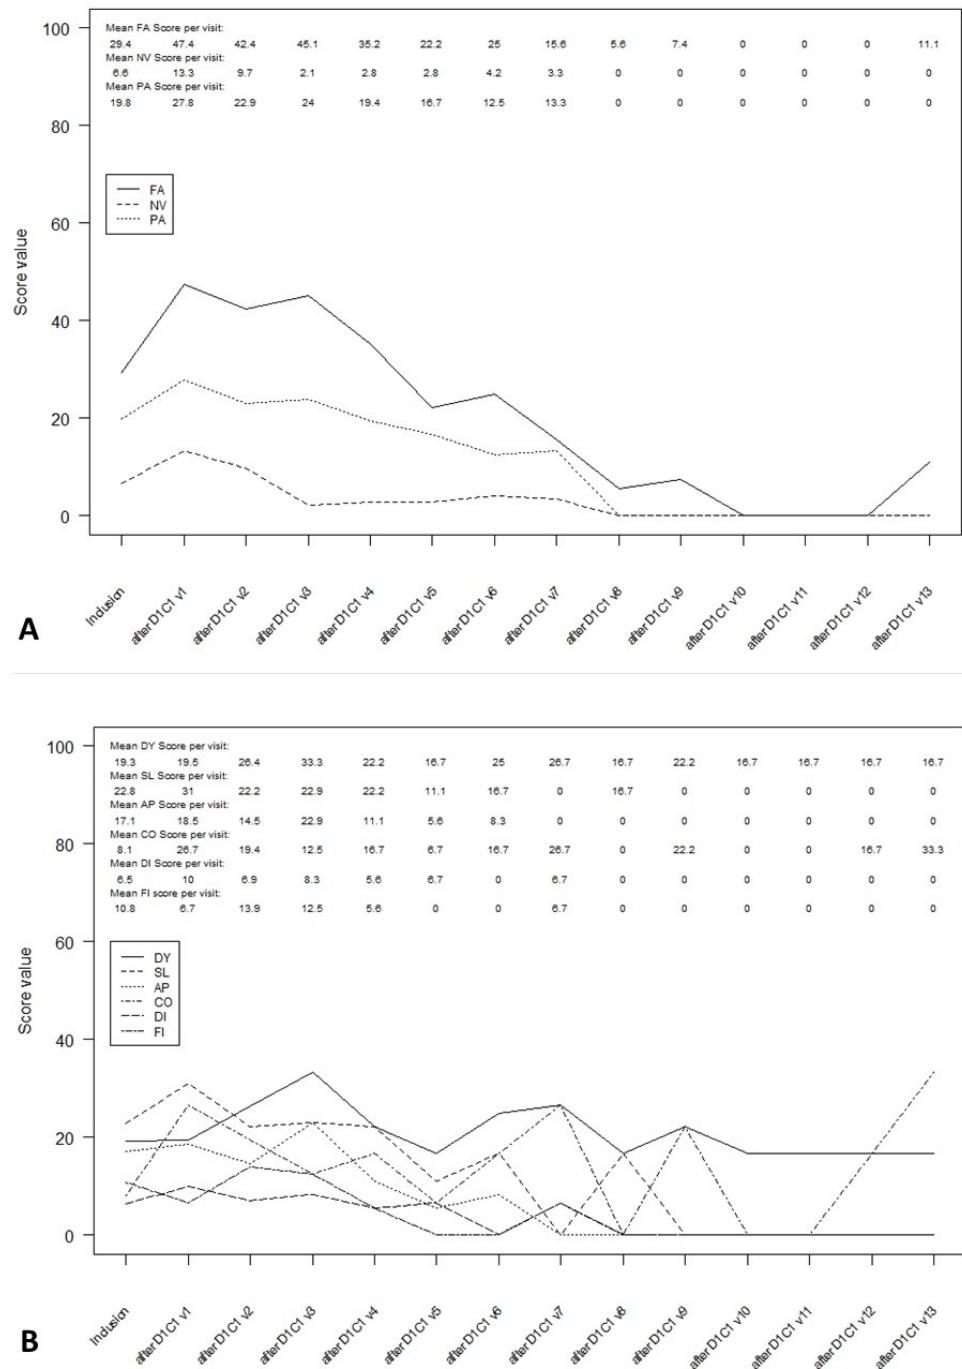 100
80
60
40
20
0
Score value
Mean FA Score per visit:
29.4 47.4 42.4 45.1 35.2 22.2 25 15.6 5.6 7.4 0 0 0 11.1
Mean NV Score per visit:
6.6 13.3 9.7 2.1 2.8 2.8 4.2 3.3 0 0 0 0 0 0
Mean PA Score per visit:
19.8 27.8 22.9 24 19.4 16.7 12.5 13.3 0 0 0 0 0 0
FA
NV
PA
Inclusion
after D1C1 v1
after D1C1 v2
after D1C1 v3
after D1C1 v4
after D1C1 v5
after D1C1 v6
after D1C1 v7
after D1C1 v8
after D1C1 v9
after D1C1 v10
after D1C1 v11
after D1C1 v12
after D1C1 v13
A
100
80
60
40
20
0
Score value
Mean DY Score per visit:
19.3 19.5 26.4 33.3 22.2 16.7 25 26.7 16.7 22.2 16.7 16.7 16.7 16.7
Mean SL Score per visit:
22.8 31 22.2 22.9 22.2 11.1 16.7 0 16.7 0 0 0 0 0
Mean AP Score per visit:
17.1 18.5 14.5 22.9 11.1 5.6 8.3 0 0 0 0 0 0 0
Mean CO Score per visit:
8.1 26.7 19.4 12.5 16.7 6.7 16.7 26.7 0 22.2 0 0 16.7 33.3
Mean DI Score per visit:
6.5 10 6.9 8.3 5.6 6.7 0 6.7 0 0 0 0 0 0
Mean FI score per visit:
10.8 6.7 13.9 12.5 5.6 0 0 6.7 0 0 0 0 0 0
DY
SL
AP
CO
DI
FI
Inclusion
after D1C1 v1
after D1C1 v2
after D1C1 v3
after D1C1 v4
after D1C1 v5
after D1C1 v6
after D1C1 v7
after D1C1 v8
after D1C1 v9
after D1C1 v10
after D1C1 v11
after D1C1 v12
after D1C1 v13
B